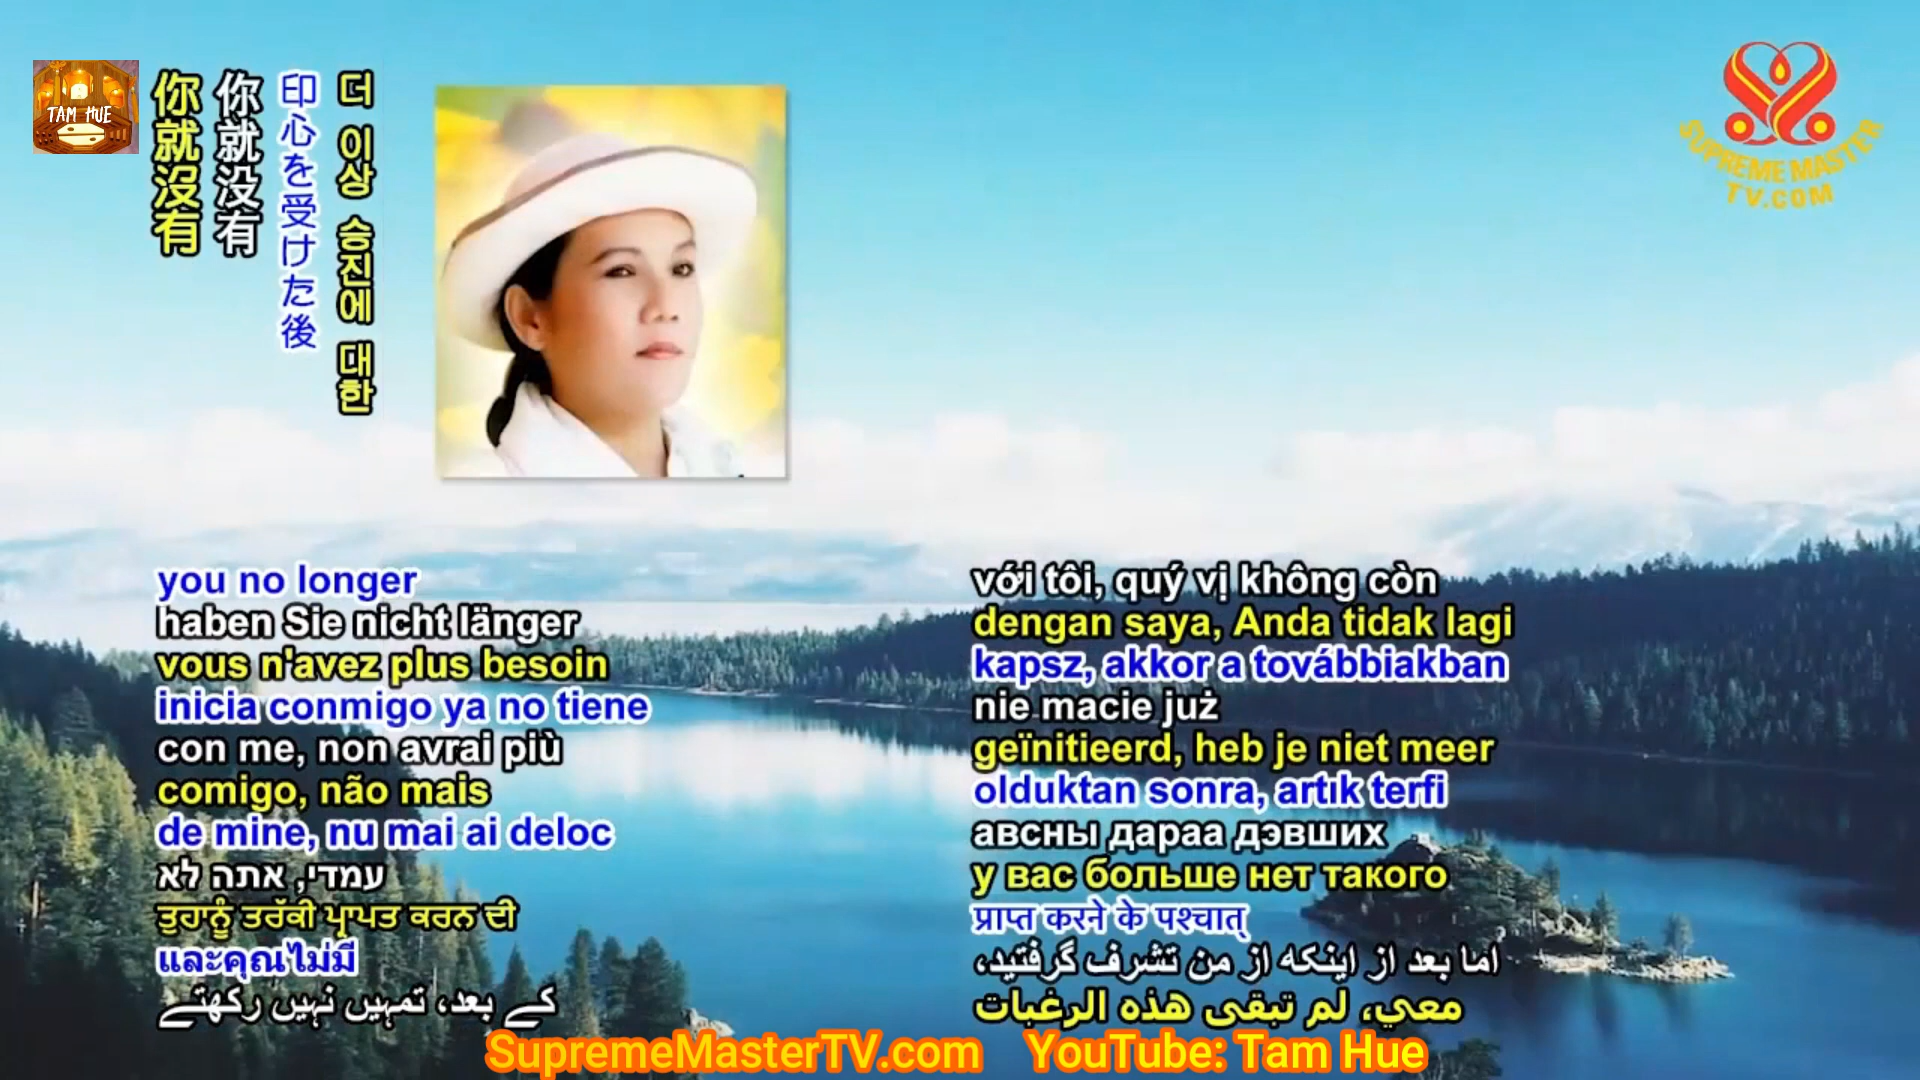 TAM HUE
你就沒有
你就没有
印心を受けた後
더 이상 승진에 대한
SUPREME MASTER
TV.COM
you no longer
haben Sie nicht länger
vous n'avez plus besoin
inicia conmigo ya no tiene
con me, non avrai più
comigo, não mais
de mine, nu mai ai deloc
עמדי, אתה לא
ਤੁਹਾਨੂੰ ਤਰੱਕੀ ਪ੍ਰਾਪਤ ਕਰਨ ਦੀ
และคุณไม่มี
کے بعد، تمہیں نہیں رکھتے
với tôi, quý vị không còn
dengan saya, Anda tidak lagi
kapsz, akkor a továbbiakban
nie macie już
geïnitieerd, heb je niet meer
olduktan sonra, artık terfi
авсны дараа дэвших
у вас больше нет такого
प्राप्त करने के पश्चात्
اما بعد از اینکه از من تشرف گرفتید،
معي، لم تبقى هذه الرغبات
SupremeMasterTV.com YouTube: Tam Hue